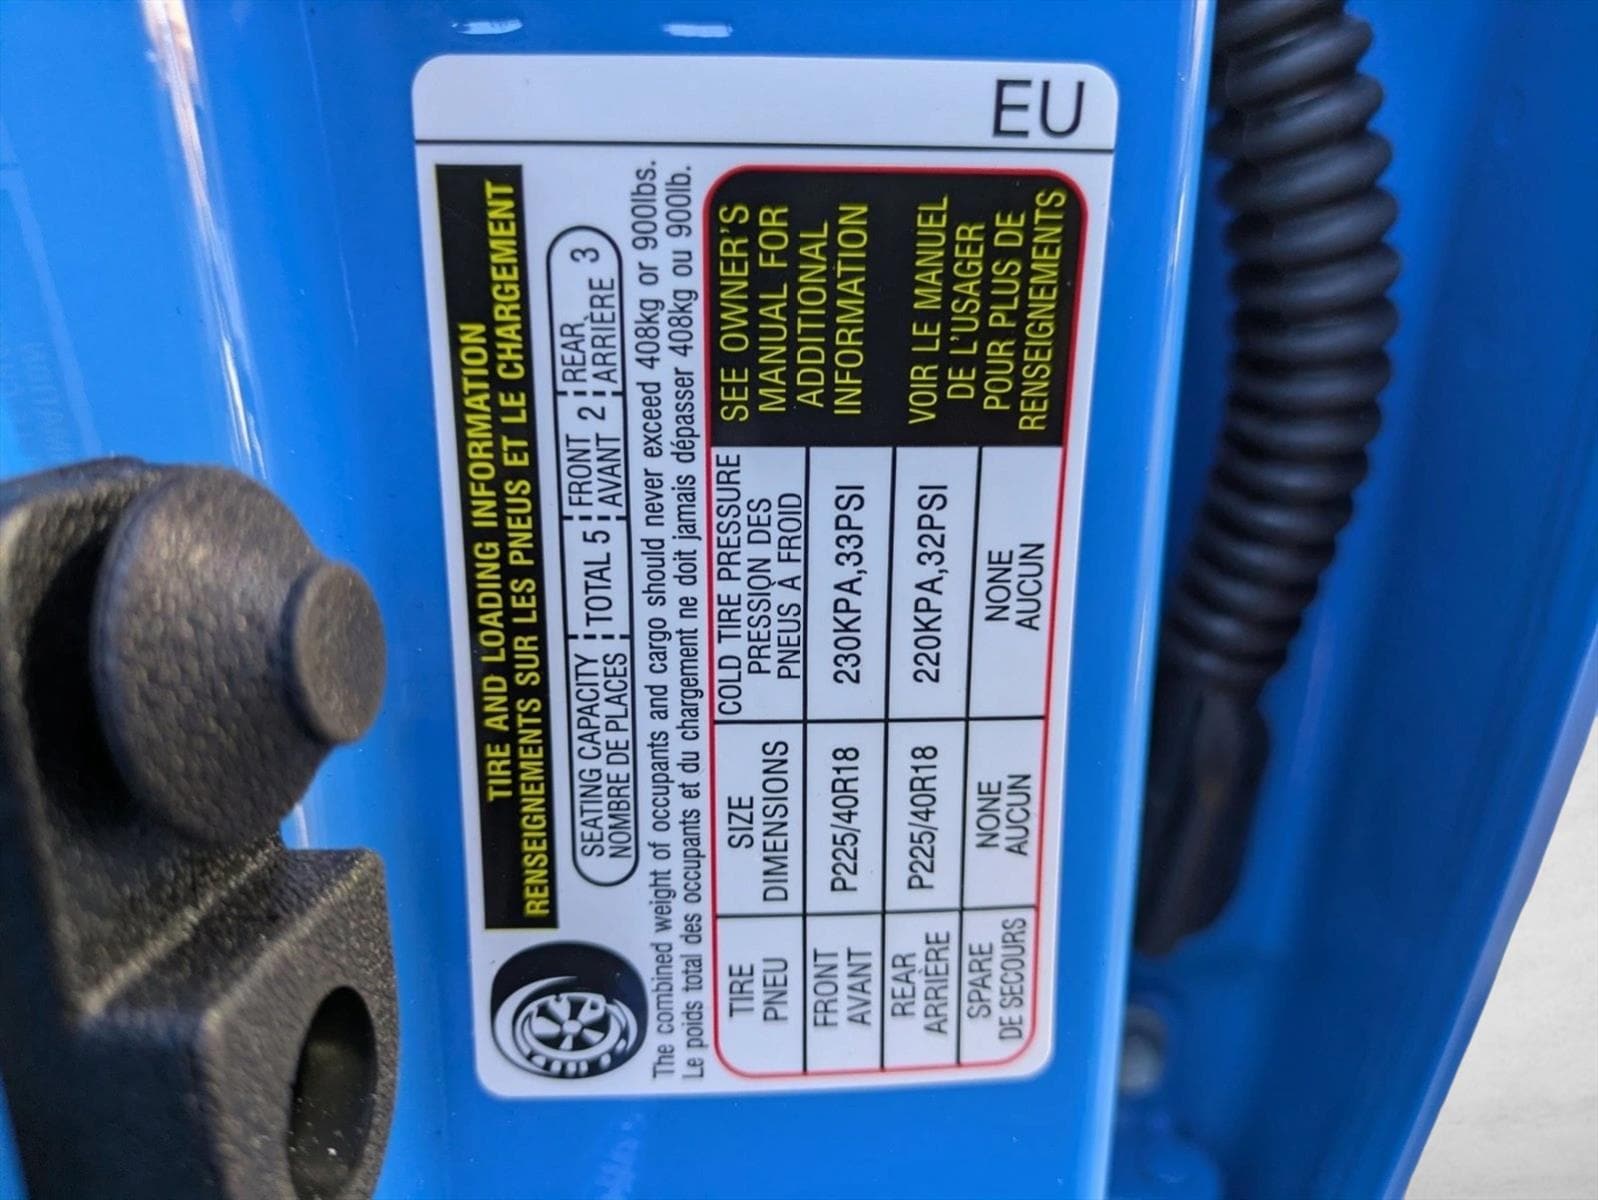 EU
TIRE AND LOADING INFORMATION
RENSEIGNEMENTS SUR LES PNEUS ET LE CHARGEMENT
SEATING CAPACITY TOTAL 5 FRONT 2 REAR 3
NOMBRE DE PLACES AVANT ARRIÈRE
The combined weight of occupants and cargo should never exceed 408kg or 900lbs.
Le poids total des occupants et du chargement ne doit jamais dépasser 408kg ou 900lb.
TIRE
PNEU
SIZE
DIMENSIONS
COLD TIRE PRESSURE
PRESSION DES
PNEUS À FROID
FRONT
AVANT
P225/40R18
230KPA,33PSI
REAR
ARRIÈRE
P225/40R18
220KPA,32PSI
SPARE
DE SECOURS
NONE
AUCUN
NONE
AUCUN
SEE OWNER'S
MANUAL FOR
ADDITIONAL
INFORMATION
VOIR LE MANUEL
DE L'USAGER
POUR PLUS DE
RENSEIGNEMENTS